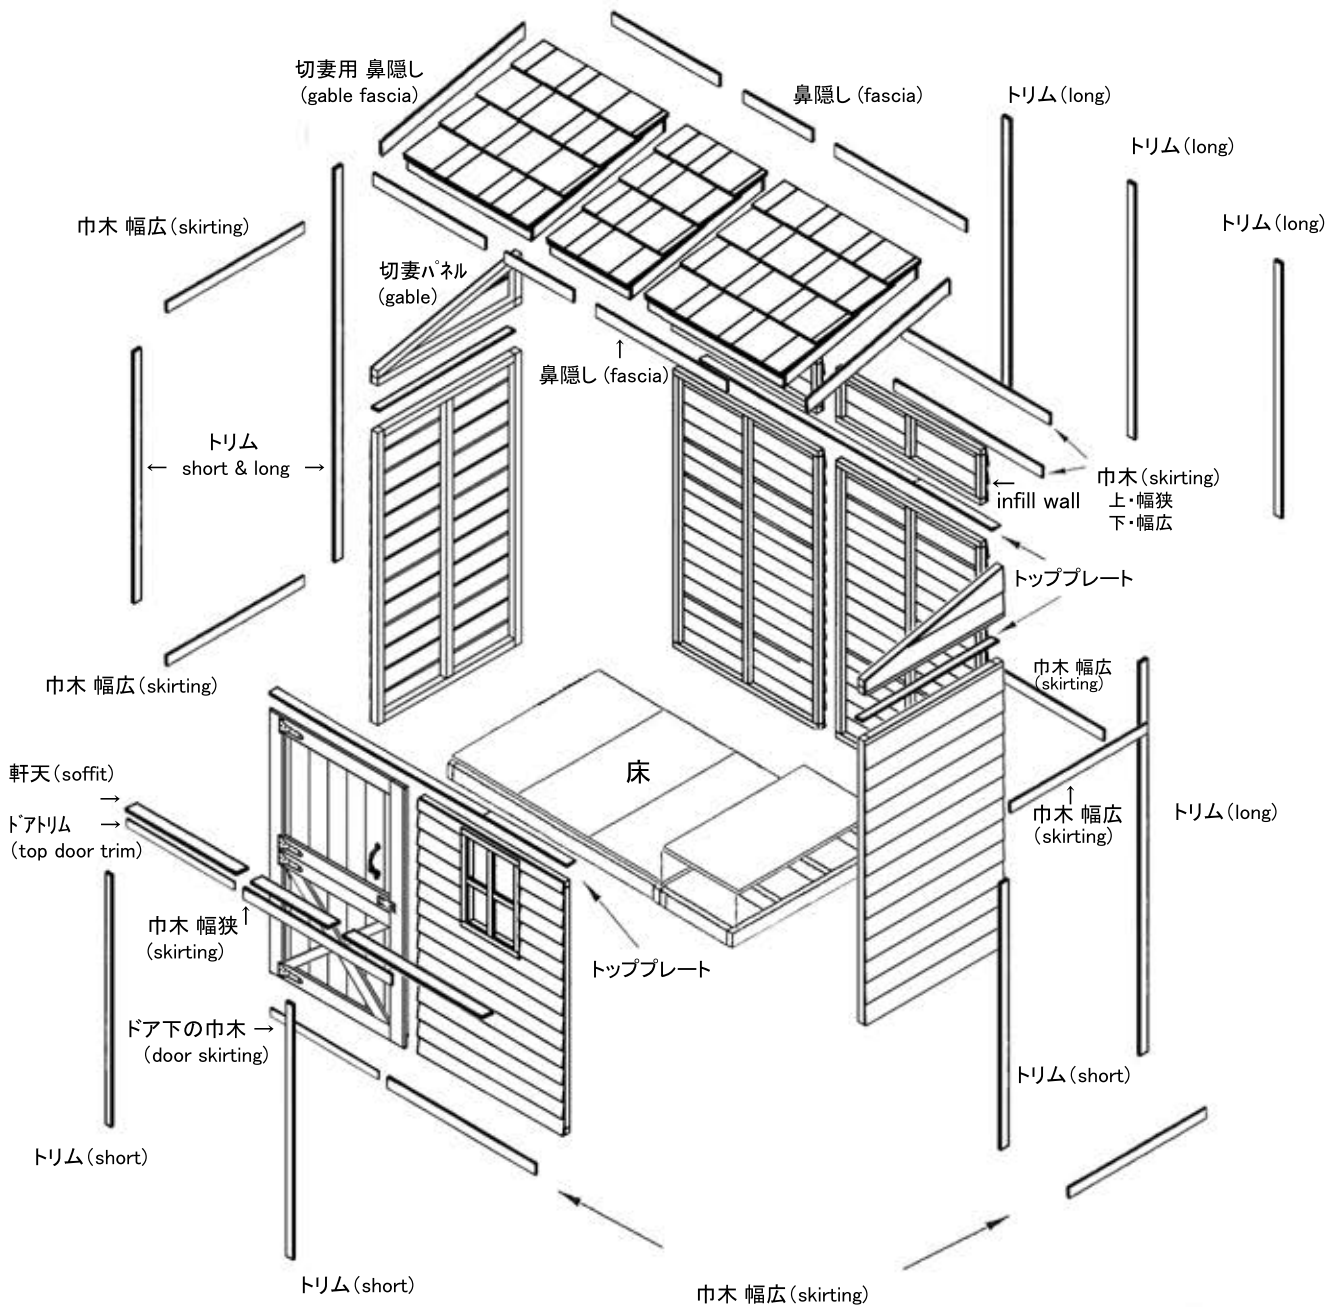 切妻用 鼻隠し
(gable fascia)
鼻隠し (fascia)
トリム (long)
トリム (long)
トリム (long)
巾木 幅広 (skirting)
切妻パネル
(gable)
↑
鼻隠し (fascia)
トリム
← short & long →
巾木 (skirting)
上・幅狭
下・幅広
←
infill wall
トッププレート
巾木 幅広 (skirting)
巾木 幅広
(skirting)
床
軒天 (soffit)
→
ドアトリム →
(top door trim)
↑
巾木 幅広
(skirting)
トリム (long)
巾木 幅狭 ↑
(skirting)
トッププレート
ドア下の巾木 →
(door skirting)
トリム (short)
トリム (short)
トリム (short)
巾木 幅広 (skirting)